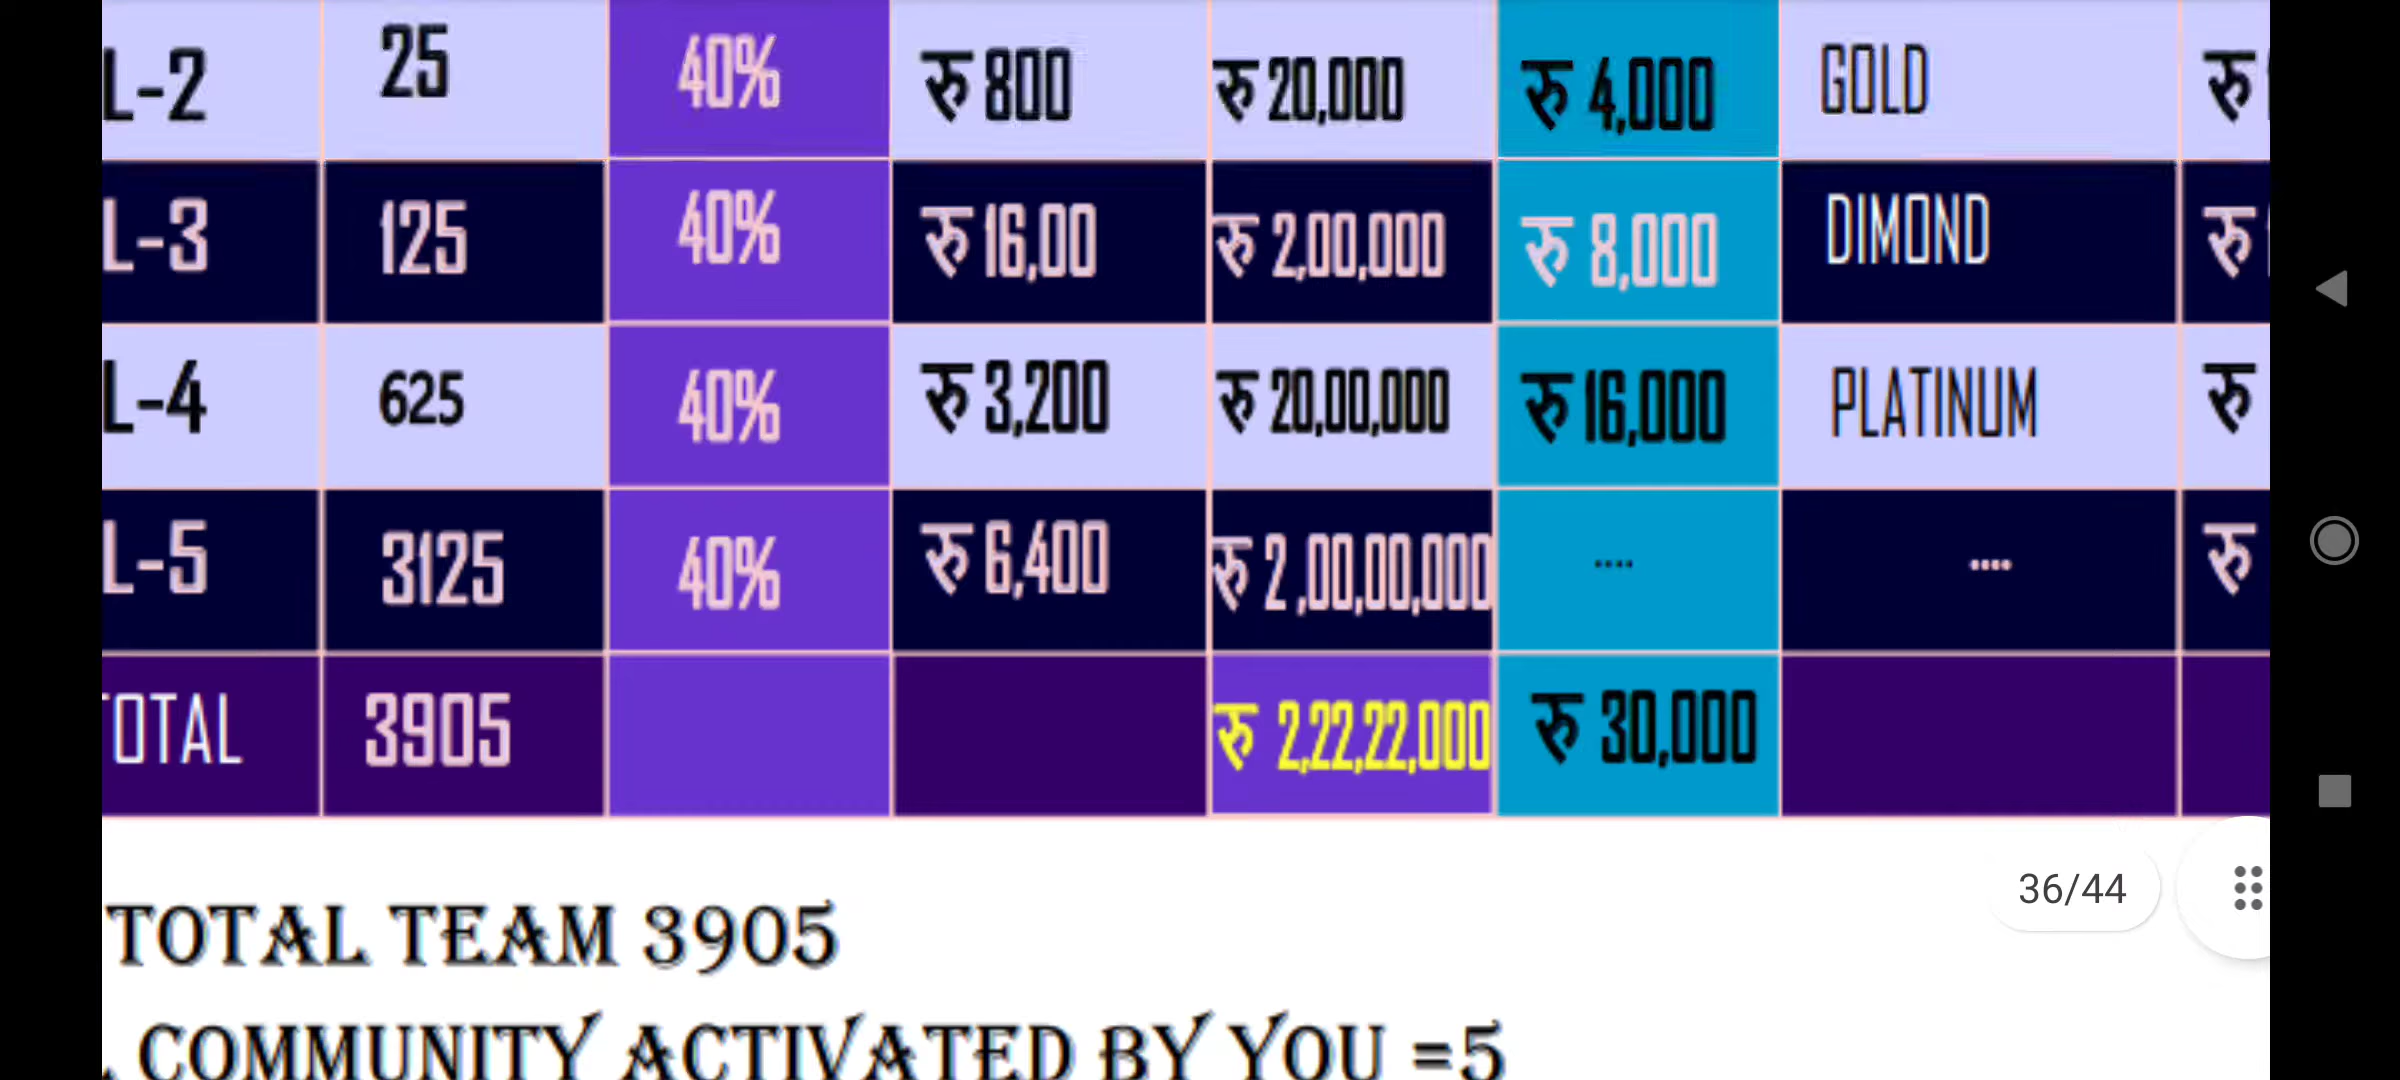 L-2 25 40% रु 800 रु 20,000 रु 4,000 GOLD रु
L-3 125 40% रु 16,00 रु 2,00,000 रु 8,000 DIMOND रु
L-4 625 40% रु 3,200 रु 20,00,000 रु 16,000 PLATINUM रु
L-5 3125 40% रु 6,400 रु 2 ,00,00,000 .... .... रु
TOTAL 3905 रु 2,22,22,000 रु 30,000
36/44
TOTAL TEAM 3905
COMMUNITY ACTIVATED BY YOU =5